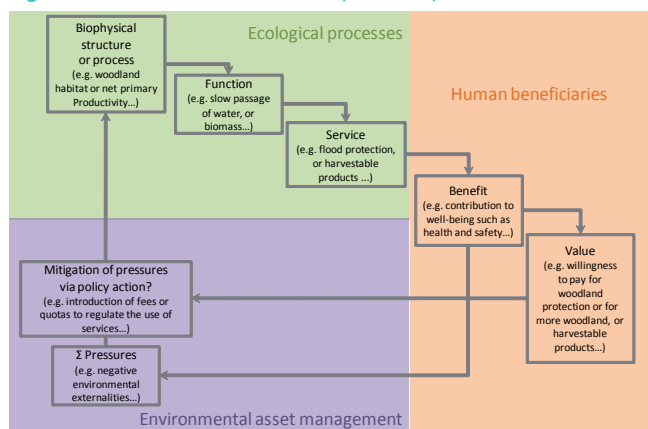 Biophysical
structure
or process
(e.g. woodland
habitat or net primary
Productivity...)
Ecological processes
Function
(e.g. slow passage
of water, or
biomass...)
Human beneficiaries
Service
(e.g. flood protection,
or harvestable
products ...)
Benefit
(e.g. contribution to
well-being such as
health and safety...)
Value
(e.g. willingness
to pay for
woodland
protection or for
more woodland, or
harvestable
products...)
Mitigation of pressures
via policy action?
(e.g. introduction of fees or
quotas to regulate the use of
services...)
Σ Pressures
(e.g. negative
environmental
externalities...)
Environmental asset management